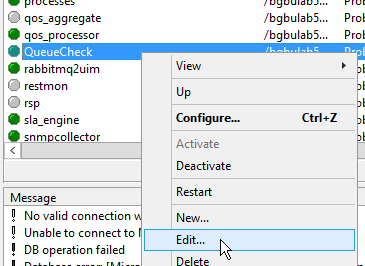 processes /bgbulab5... Prob
qos_aggregate /bgbulab5... Prob
qos_processor /bgbulab5... Prob
QueueCheck /bgbulab5... Prob
rabbitmq2uim
restmon
rsp
sla_engine
snmpcollector
View
Up
Configure... Ctrl+Z
Activate
Deactivate
Restart
New...
Edit...
Delete
Message
No valid connection w
Unable to connect to M
DB operation failed
Database error: [Micro